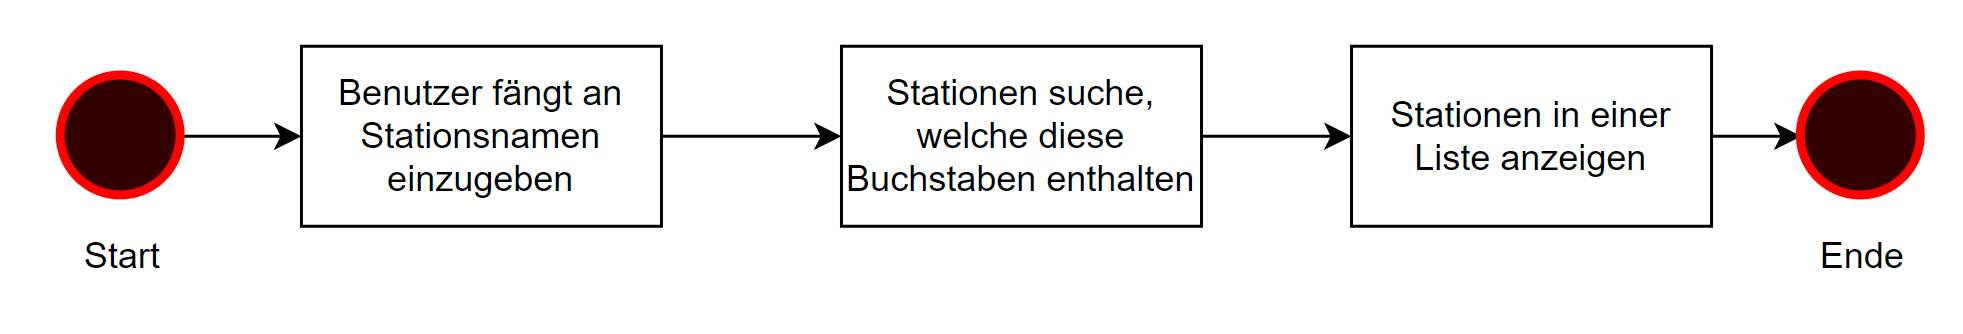 Benutzer fängt an
Stationsnamen
einzugeben
Stationen suche,
welche diese
Buchstaben enthalten
Stationen in einer
Liste anzeigen
Start
Ende